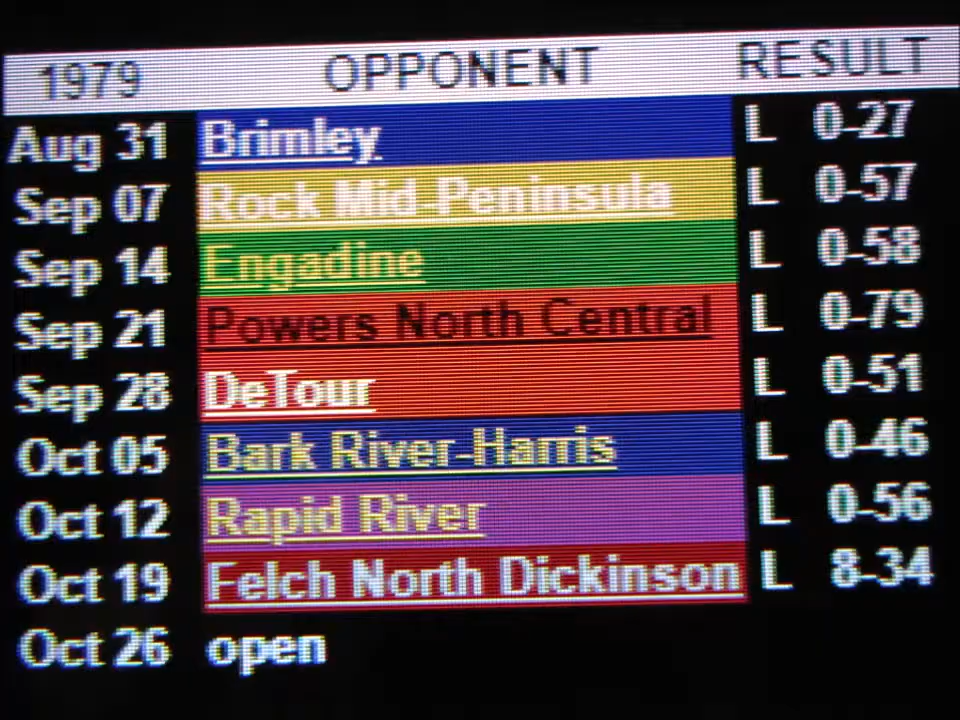 1979 OPPONENT RESULT
Aug 31 Brimley L 0-27
Sep 07 Rock Mid-Peninsula L 0-57
Sep 14 Engadine L 0-58
Sep 21 Powers North Central L 0-79
Sep 28 DeTour L 0-51
Oct 05 Bark River-Harris L 0-46
Oct 12 Rapid River L 0-56
Oct 19 Felch North Dickinson L 8-34
Oct 26 open